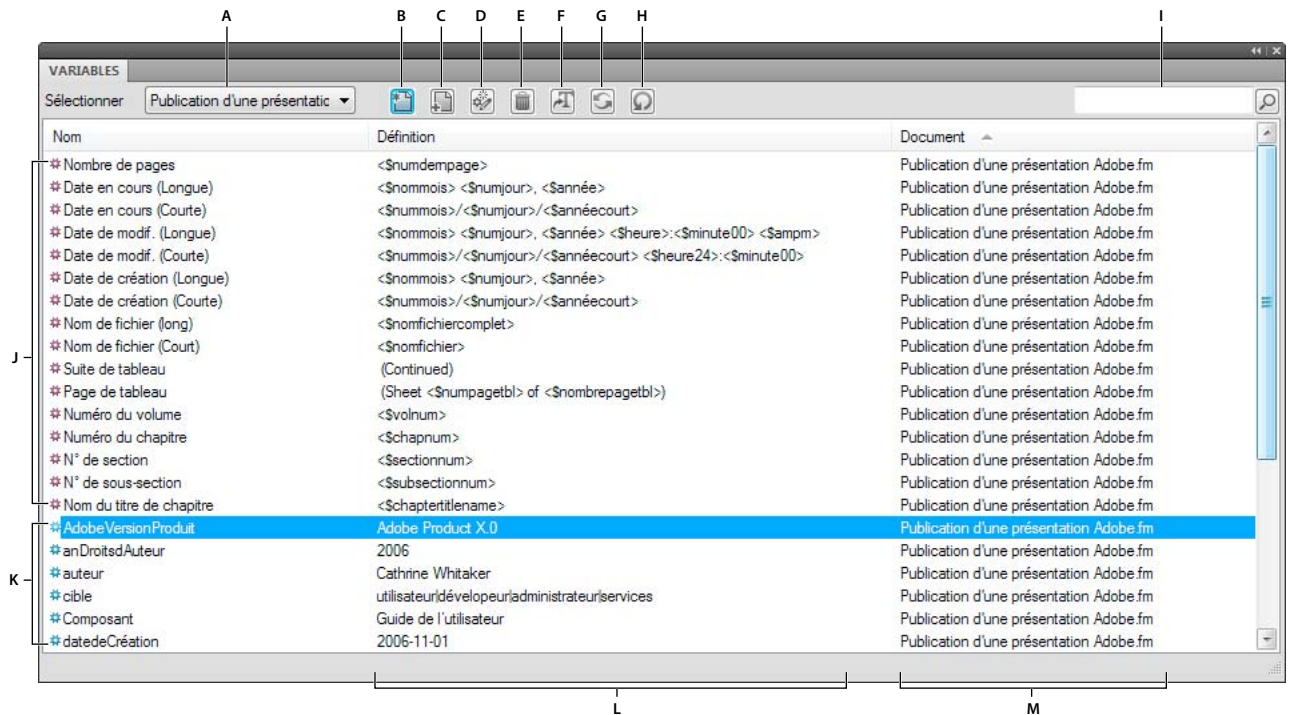 A B C D E F G H I
VARIABLES
Sélectionner Publication d'une présentatic
Nom Définition Document
Nombre de pages <$numdernpage> Publication d'une présentation Adobe.fm
Date en cours (Longue) <$nommois> <$numjour>, <$année> Publication d'une présentation Adobe.fm
Date en cours (Courte) <$nummois>/<$numjour>/<$annéecourt> Publication d'une présentation Adobe.fm
Date de modif. (Longue) <$nommois> <$numjour>, <$année> <$heure>:<$minute00> <$ampm> Publication d'une présentation Adobe.fm
Date de modif. (Courte) <$nummois>/<$numjour>/<$annéecourt> <$heure24>:<$minute00> Publication d'une présentation Adobe.fm
Date de création (Longue) <$nommois> <$numjour>, <$année> Publication d'une présentation Adobe.fm
Date de création (Courte) <$nummois>/<$numjour>/<$annéecourt> Publication d'une présentation Adobe.fm
Nom de fichier (long) <$nomfichiercomplet> Publication d'une présentation Adobe.fm
Nom de fichier (Court) <$nomfichier> Publication d'une présentation Adobe.fm
J
Suite de tableau (Continued) Publication d'une présentation Adobe.fm
Page de tableau (Sheet <$numpagetbl> of <$nombrepagetbl>) Publication d'une présentation Adobe.fm
Numéro du volume <$volnum> Publication d'une présentation Adobe.fm
Numéro du chapitre <$chapnum> Publication d'une présentation Adobe.fm
N° de section <$sectionnum> Publication d'une présentation Adobe.fm
N° de sous-section <$subsectionnum> Publication d'une présentation Adobe.fm
Nom du titre de chapitre <$chaptertitlename> Publication d'une présentation Adobe.fm
AdobeVersionProduit Adobe Product X.0 Publication d'une présentation Adobe.fm
anDroitsdAuteur 2006 Publication d'une présentation Adobe.fm
K auteur Cathrine Whitaker Publication d'une présentation Adobe.fm
cible utilisateur|dévelopeur|administrateur|services Publication d'une présentation Adobe.fm
Composant Guide de l'utilisateur Publication d'une présentation Adobe.fm
datedeCréation 2006-11-01 Publication d'une présentation Adobe.fm
L M